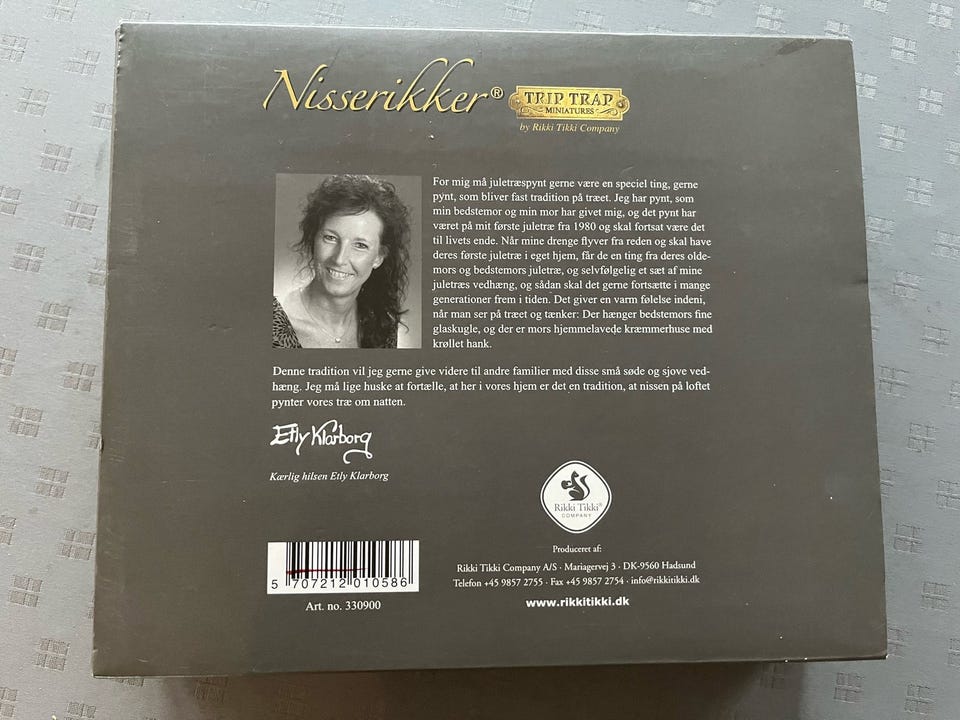 Nisserikker®
TRIP TRAP
MINIATURES
by Rikki Tikki Company
For mig må juletræspynt gerne være en speciel ting, gerne
pynt, som bliver fast tradition på træet. Jeg har pynt, som
min bedstemor og min mor har givet mig, og det pynt har
været på mit første juletræ fra 1980 og skal fortsat være det
til livets ende. Når mine drenge flyver fra reden og skal have
deres første juletræ i eget hjem, får de en ting fra deres olde-
mors og bedstemors juletræ, og selvfølgelig et sæt af mine
juletræs vedhæng, og sådan skal det gerne fortsætte i mange
generationer frem i tiden. Det giver en varm følelse indeni,
når man ser på træet og tænker: Der hænger bedstemors fine
glaskugle, og der er mors hjemmelavede kræmmerhuse med
krøllet hank.
Denne tradition vil jeg gerne give videre til andre familier med disse små søde og sjove ved-
hæng. Jeg må lige huske at fortælle, at her i vores hjem er det en tradition, at nissen på loftet
pynter vores træ om natten.
Etly Klarborg
Kærlig hilsen Etly Klarborg
Rikki Tikki®
COMPANY
Produceret af:
Rikki Tikki Company A/S · Mariagervej 3 · DK-9560 Hadsund
Telefon +45 9857 2755 · Fax +45 9857 2754 · info@rikkitikki.dk
www.rikkitikki.dk
5 707212 010586
Art. no. 330900